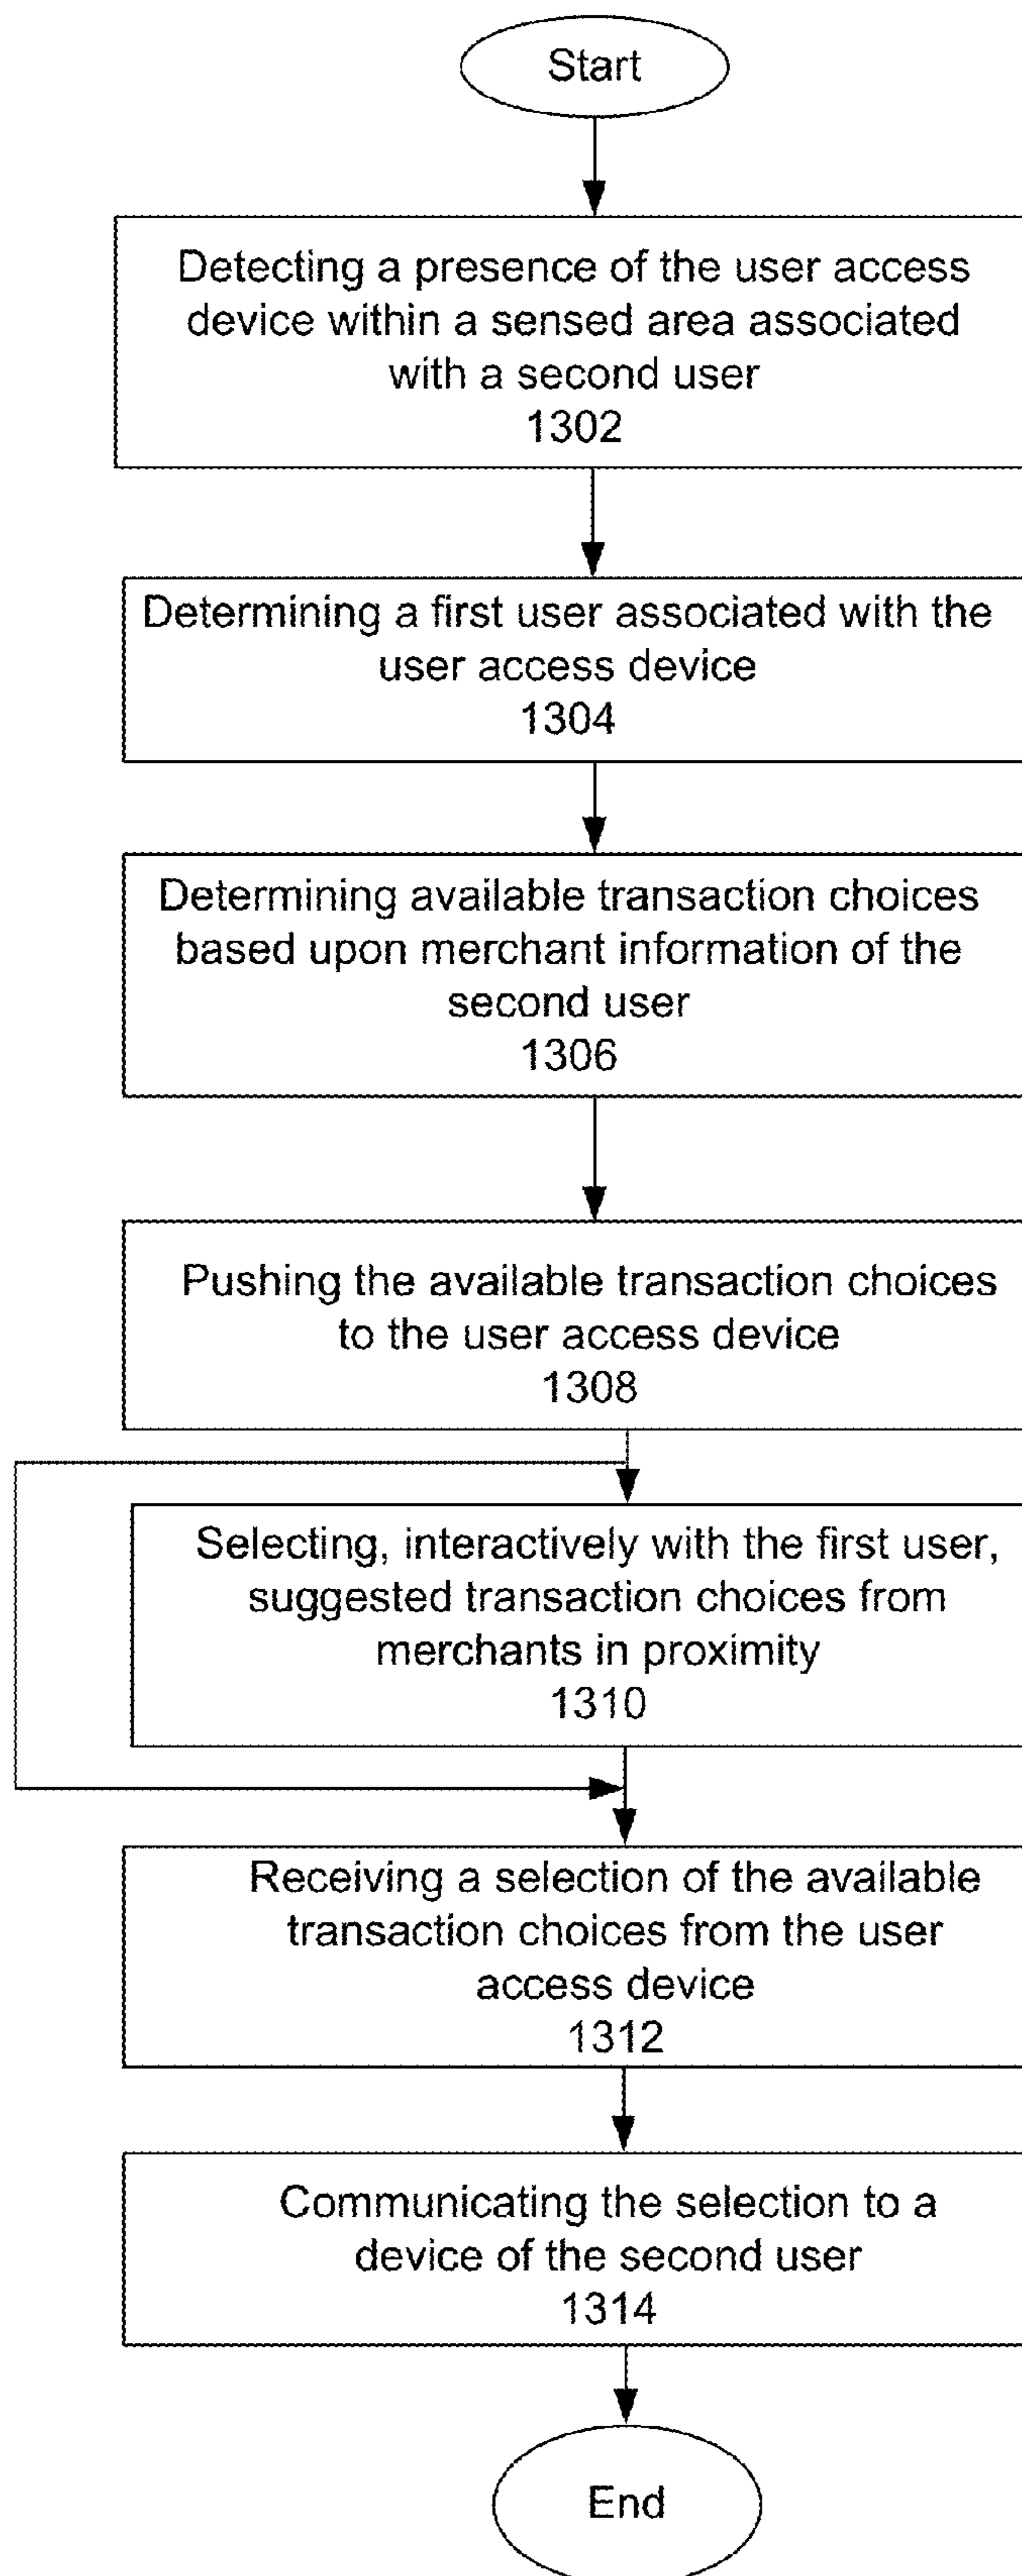 Start
Detecting a presence of the user access
device within a sensed area associated
with a second user
1302
Determining a first user associated with the
user access device
1304
Determining available transaction choices
based upon merchant information of the
second user
1306
Pushing the available transaction choices
to the user access device
1308
Selecting, interactively with the first user,
suggested transaction choices from
merchants in proximity
1310
Receiving a selection of the available
transaction choices from the user
access device
1312
Communicating the selection to a
device of the second user
1314
End